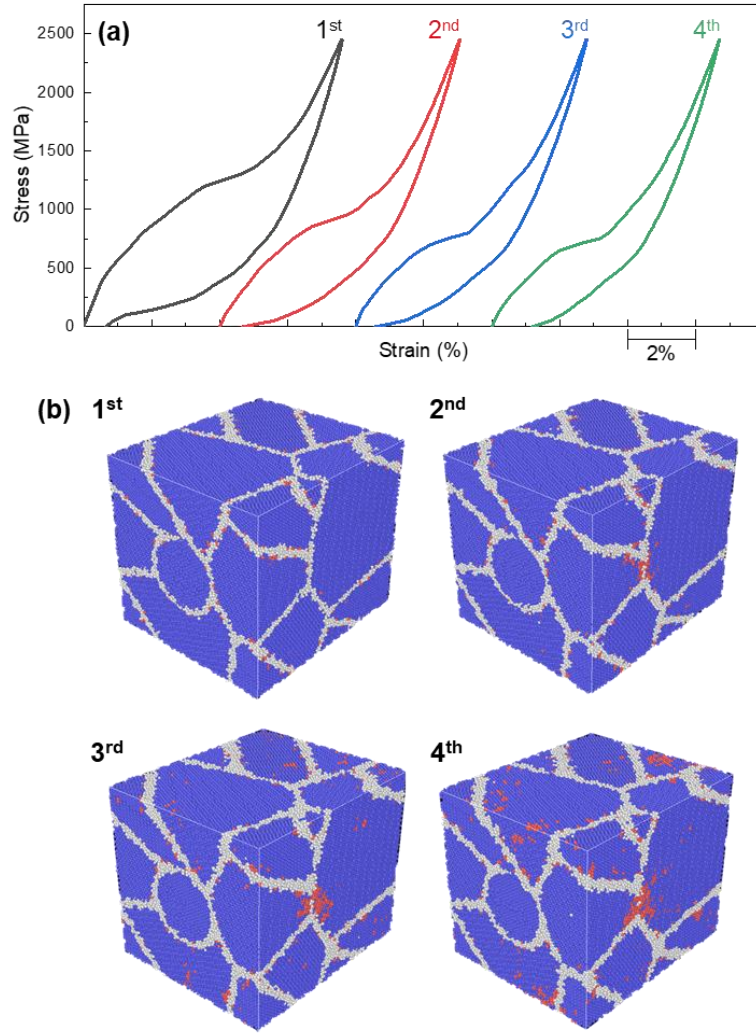 (a)
1st
2nd
3rd
4th
Stress (MPa)
2500
2000
1500
1000
500
0
Strain (%)
2%
(b)
1st
2nd
3rd
4th